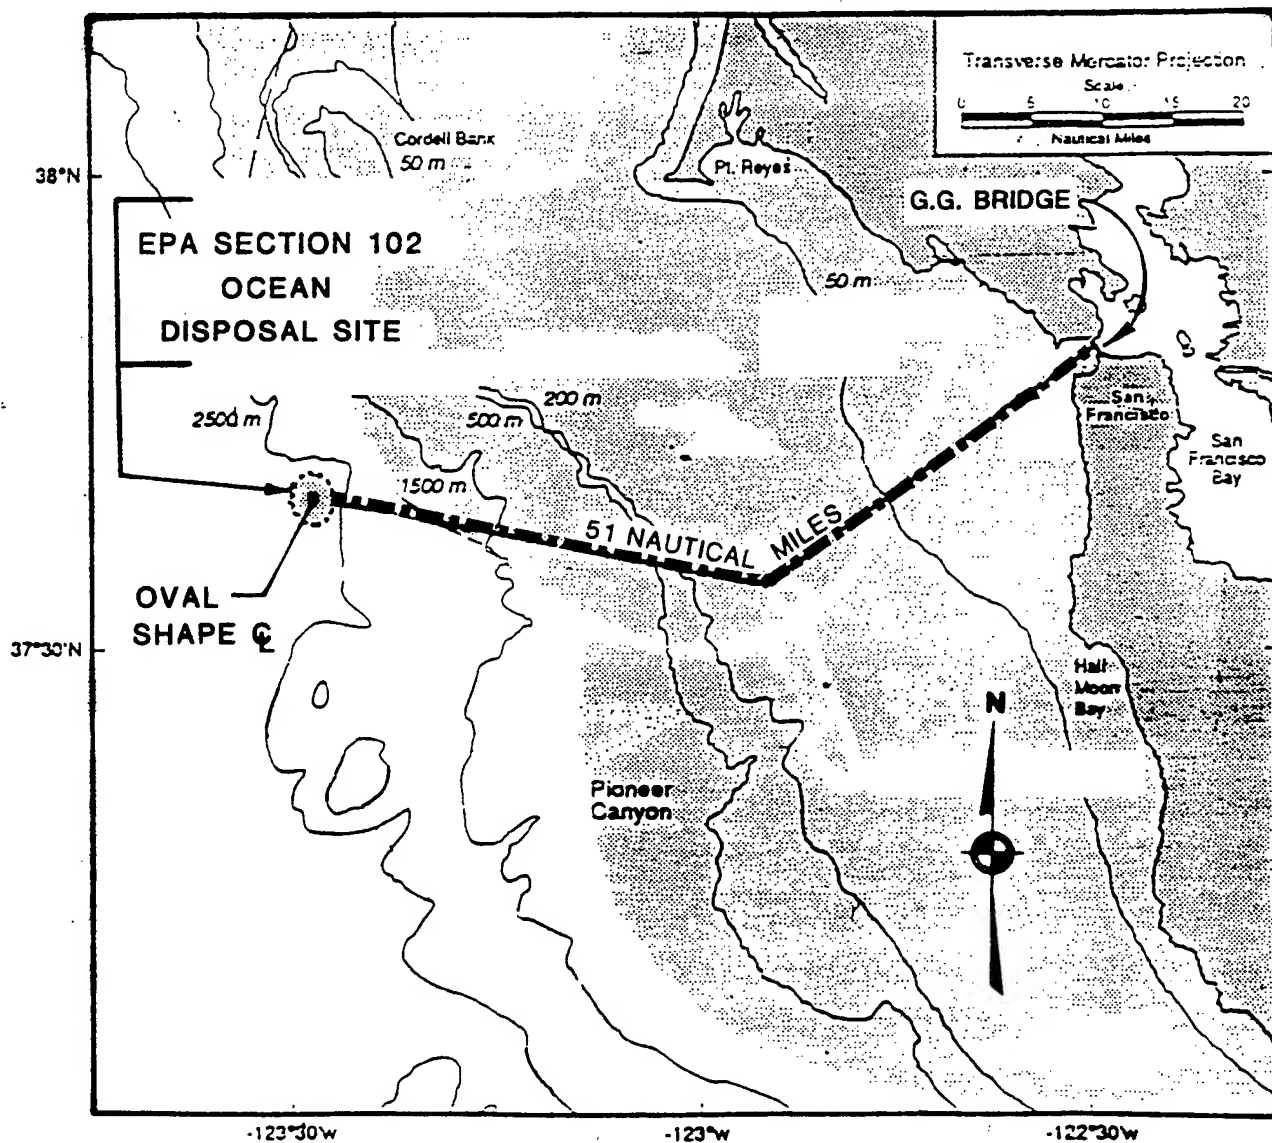 Transverse Mercator Projection
Scale
0 5 10 15 20
Nautical Miles
Cordell Bank
50 m
Pt. Reyes
38°N
G.G. BRIDGE
EPA SECTION 102
OCEAN
DISPOSAL SITE
50 m
200 m
2500 m
500 m
San
Francisco
San
Francisco
Bay
1500 m
51 NAUTICAL MILES
OVAL
SHAPE ℄
37°30'N
Half
Moon
Bay
N
Pioneer
Canyon
-123°30'W
-123°W
-122°30'W